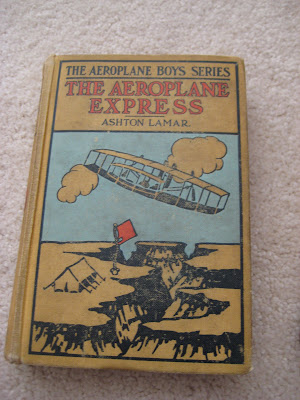 THE AEROPLANE BOYS SERIES
THE AEROPLANE
EXPRESS
ASHTON LAMAR.